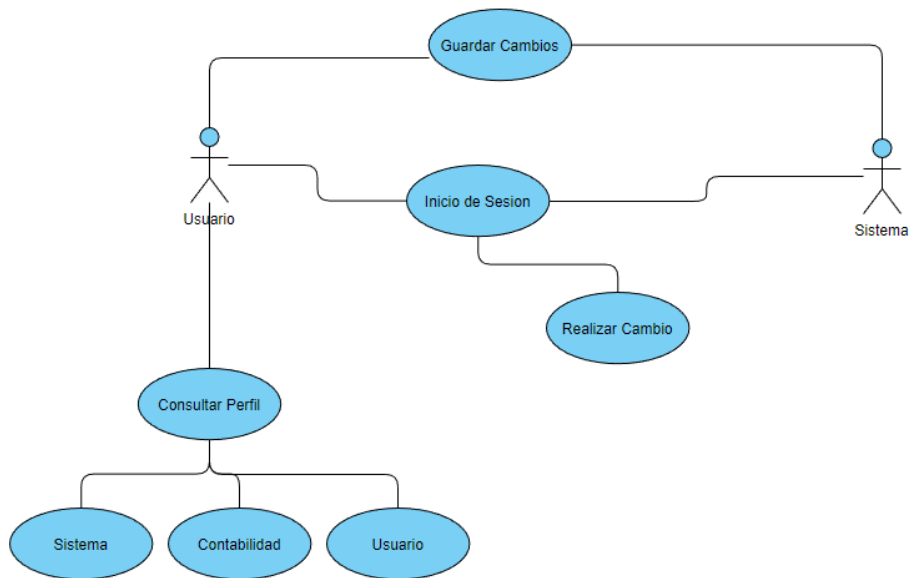 Guardar Cambios
Inicio de Sesion
Usuario
Sistema
Realizar Cambio
Consultar Perfil
Sistema
Contabilidad
Usuario